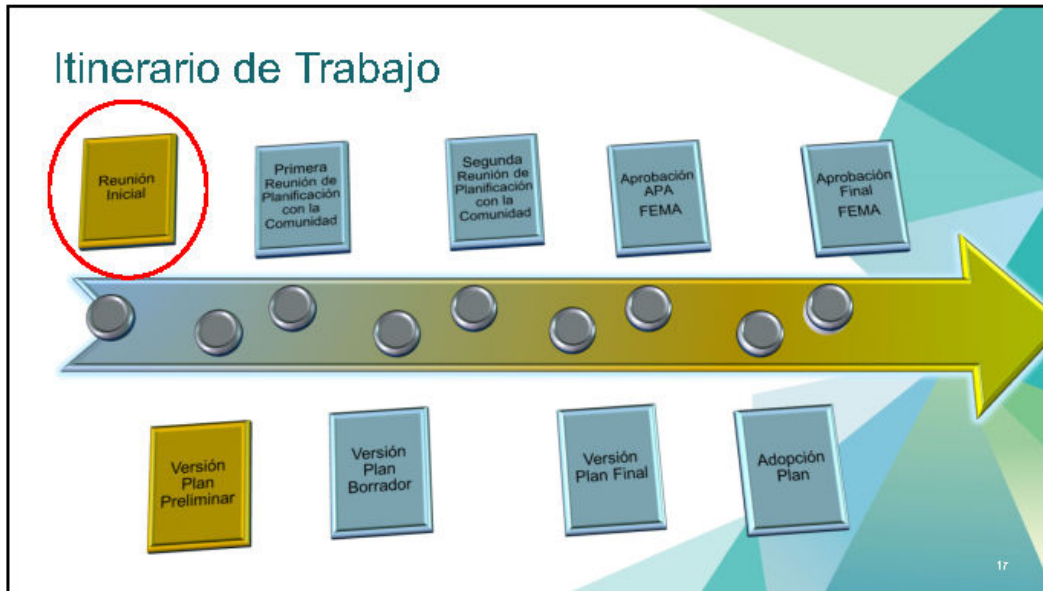 Itinerario de Trabajo
Reunión
Inicial
Primera
Reunión de
Planificación
con la
Comunidad
Segunda
Reunión de
Planificación
con la
Comunidad
Aprobación
APA
FEMA
Aprobación
Final
FEMA
Versión
Plan
Preliminar
Versión
Plan
Borrador
Versión
Plan Final
Adopción
Plan
17